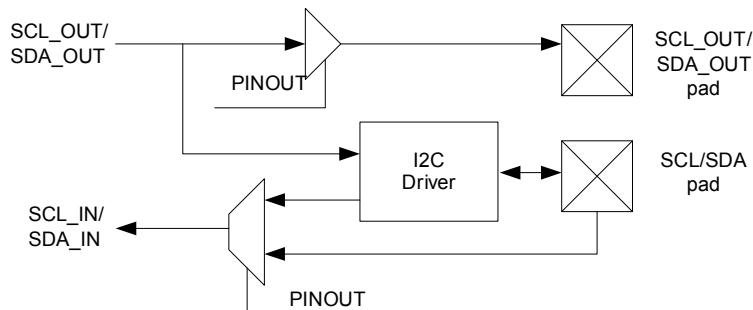 SCL_OUT/
SDA_OUT
PINOUT
SCL_OUT/
SDA_OUT
pad
I2C
Driver
SCL/SDA
pad
SCL_IN/
SDA_IN
PINOUT